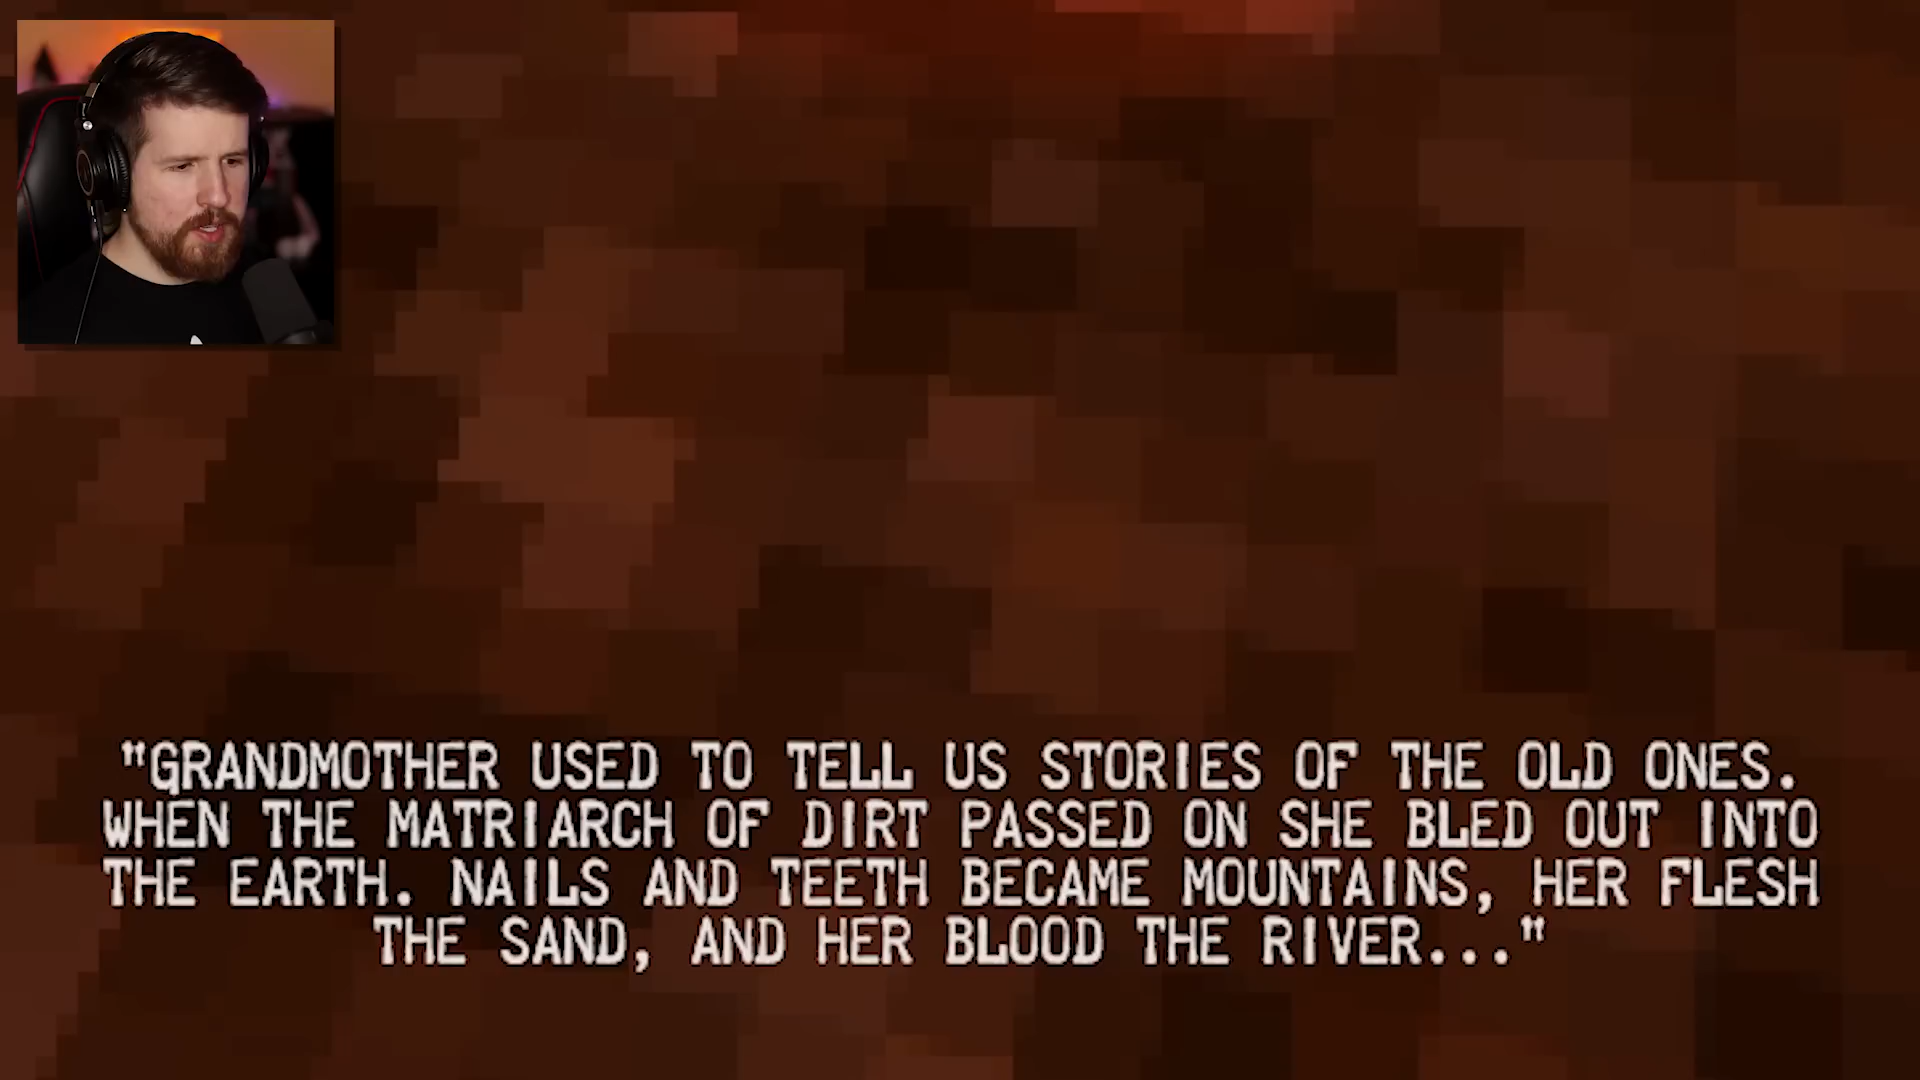 "GRANDMOTHER USED TO TELL US STORIES OF THE OLD ONES.
WHEN THE MATRIARCH OF DIRT PASSED ON SHE BLED OUT INTO
THE EARTH. NAILS AND TEETH BECAME MOUNTAINS, HER FLESH
THE SAND, AND HER BLOOD THE RIVER..."